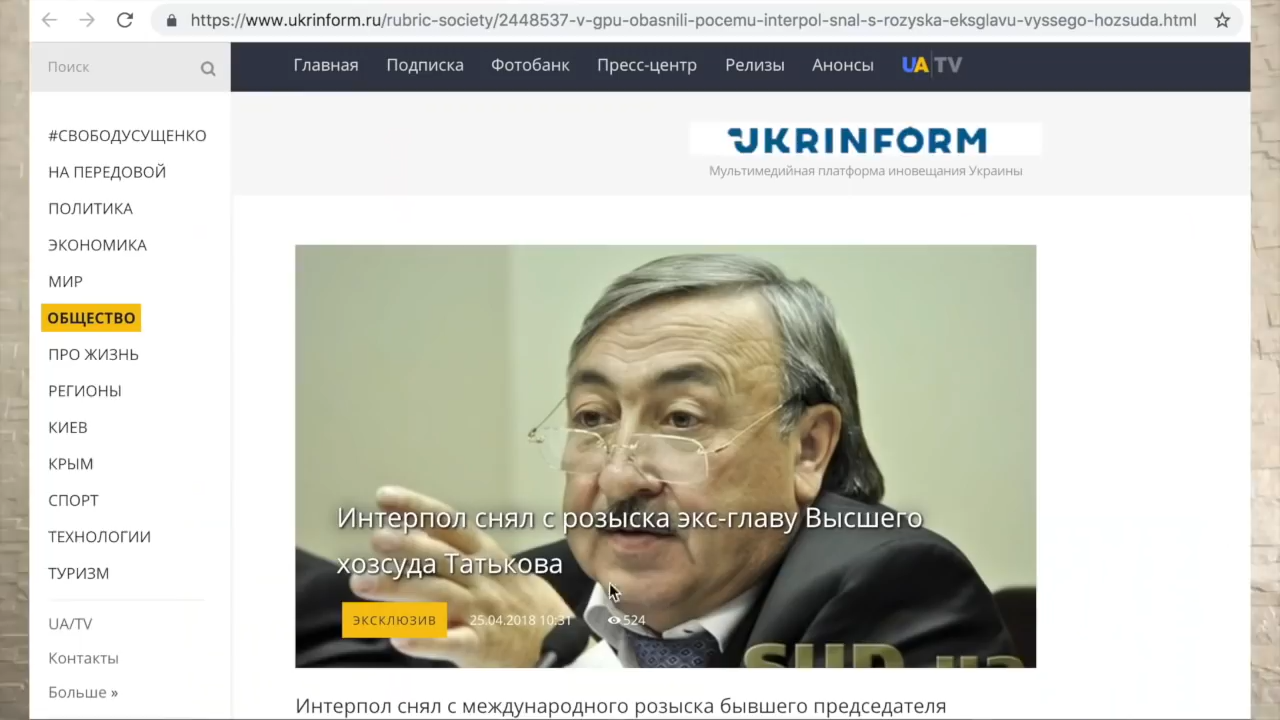 https://www.ukrinform.ru/rubric-society/2448537-v-gpu-obasnili-pocemu-interpol-snal-s-rozyska-eksglavu-vyssego-hozsuda.html
Поиск
Главная Подписка Фотобанк Пресс-центр Релизы Анонсы UA|TV
UKRINFORM
Мультимедийная платформа иновещания Украины
#СВОБОДУСУЩЕНКО
НА ПЕРЕДОВОЙ
ПОЛИТИКА
ЭКОНОМИКА
МИР
ОБЩЕСТВО
ПРО ЖИЗНЬ
РЕГИОНЫ
КИЕВ
КРЫМ
СПОРТ
ТЕХНОЛОГИИ
ТУРИЗМ
UA/TV
Контакты
Больше »
Интерпол снял с розыска экс-главу Высшего
хозсуда Татькова
ЭКСКЛЮЗИВ 25.04.2018 10:31 524
SUD.ua
Интерпол снял с международного розыска бывшего председателя